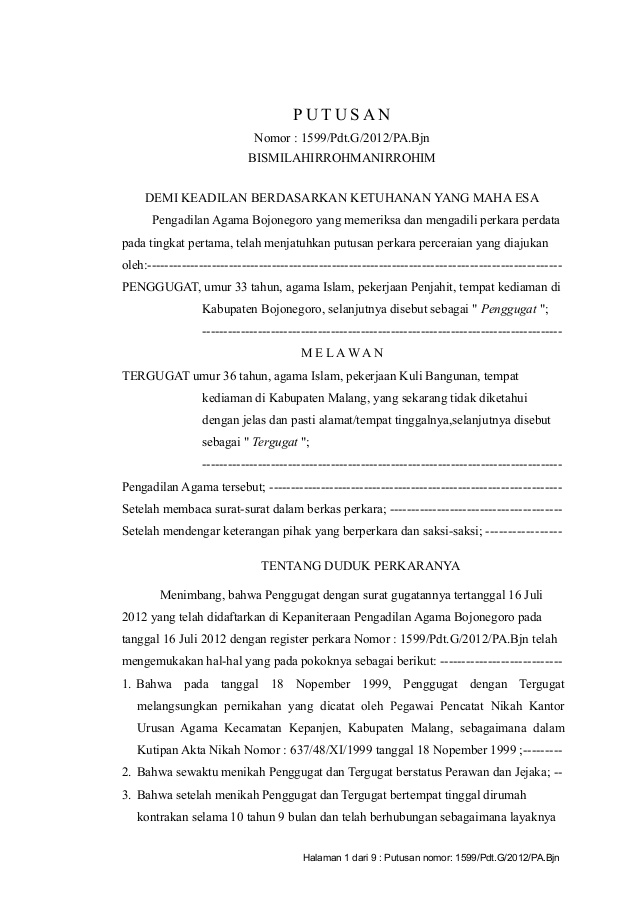 P U T U S A N
Nomor : 1599/Pdt.G/2012/PA.Bjn
BISMILAHIRROHMANIRROHIM
DEMI KEADILAN BERDASARKAN KETUHANAN YANG MAHA ESA
Pengadilan Agama Bojonegoro yang memeriksa dan mengadili perkara perdata
pada tingkat pertama, telah menjatuhkan putusan perkara perceraian yang diajukan
oleh:-----------------------------------------------------------------------------------------------
PENGGUGAT, umur 33 tahun, agama Islam, pekerjaan Penjahit, tempat kediaman di
Kabupaten Bojonegoro, selanjutnya disebut sebagai " Penggugat ";
-----------------------------------------------------------------------------------
M E L A W A N
TERGUGAT umur 36 tahun, agama Islam, pekerjaan Kuli Bangunan, tempat
kediaman di Kabupaten Malang, yang sekarang tidak diketahui
dengan jelas dan pasti alamat/tempat tinggalnya,selanjutnya disebut
sebagai " Tergugat ";
-----------------------------------------------------------------------------------
Pengadilan Agama tersebut; --------------------------------------------------------------------
Setelah membaca surat-surat dalam berkas perkara; ----------------------------------------
Setelah mendengar keterangan pihak yang berperkara dan saksi-saksi; ------------------
TENTANG DUDUK PERKARANYA
Menimbang, bahwa Penggugat dengan surat gugatannya tertanggal 16 Juli
2012 yang telah didaftarkan di Kepaniteraan Pengadilan Agama Bojonegoro pada
tanggal 16 Juli 2012 dengan register perkara Nomor : 1599/Pdt.G/2012/PA.Bjn telah
mengemukakan hal-hal yang pada pokoknya sebagai berikut: ----------------------------
1. Bahwa pada tanggal 18 Nopember 1999, Penggugat dengan Tergugat
melangsungkan pernikahan yang dicatat oleh Pegawai Pencatat Nikah Kantor
Urusan Agama Kecamatan Kepanjen, Kabupaten Malang, sebagaimana dalam
Kutipan Akta Nikah Nomor : 637/48/XI/1999 tanggal 18 Nopember 1999 ;---------
2. Bahwa sewaktu menikah Penggugat dan Tergugat berstatus Perawan dan Jejaka; --
3. Bahwa setelah menikah Penggugat dan Tergugat bertempat tinggal dirumah
kontrakan selama 10 tahun 9 bulan dan telah berhubungan sebagaimana layaknya
Halaman 1 dari 9 : Putusan nomor: 1599/Pdt.G/2012/PA.Bjn